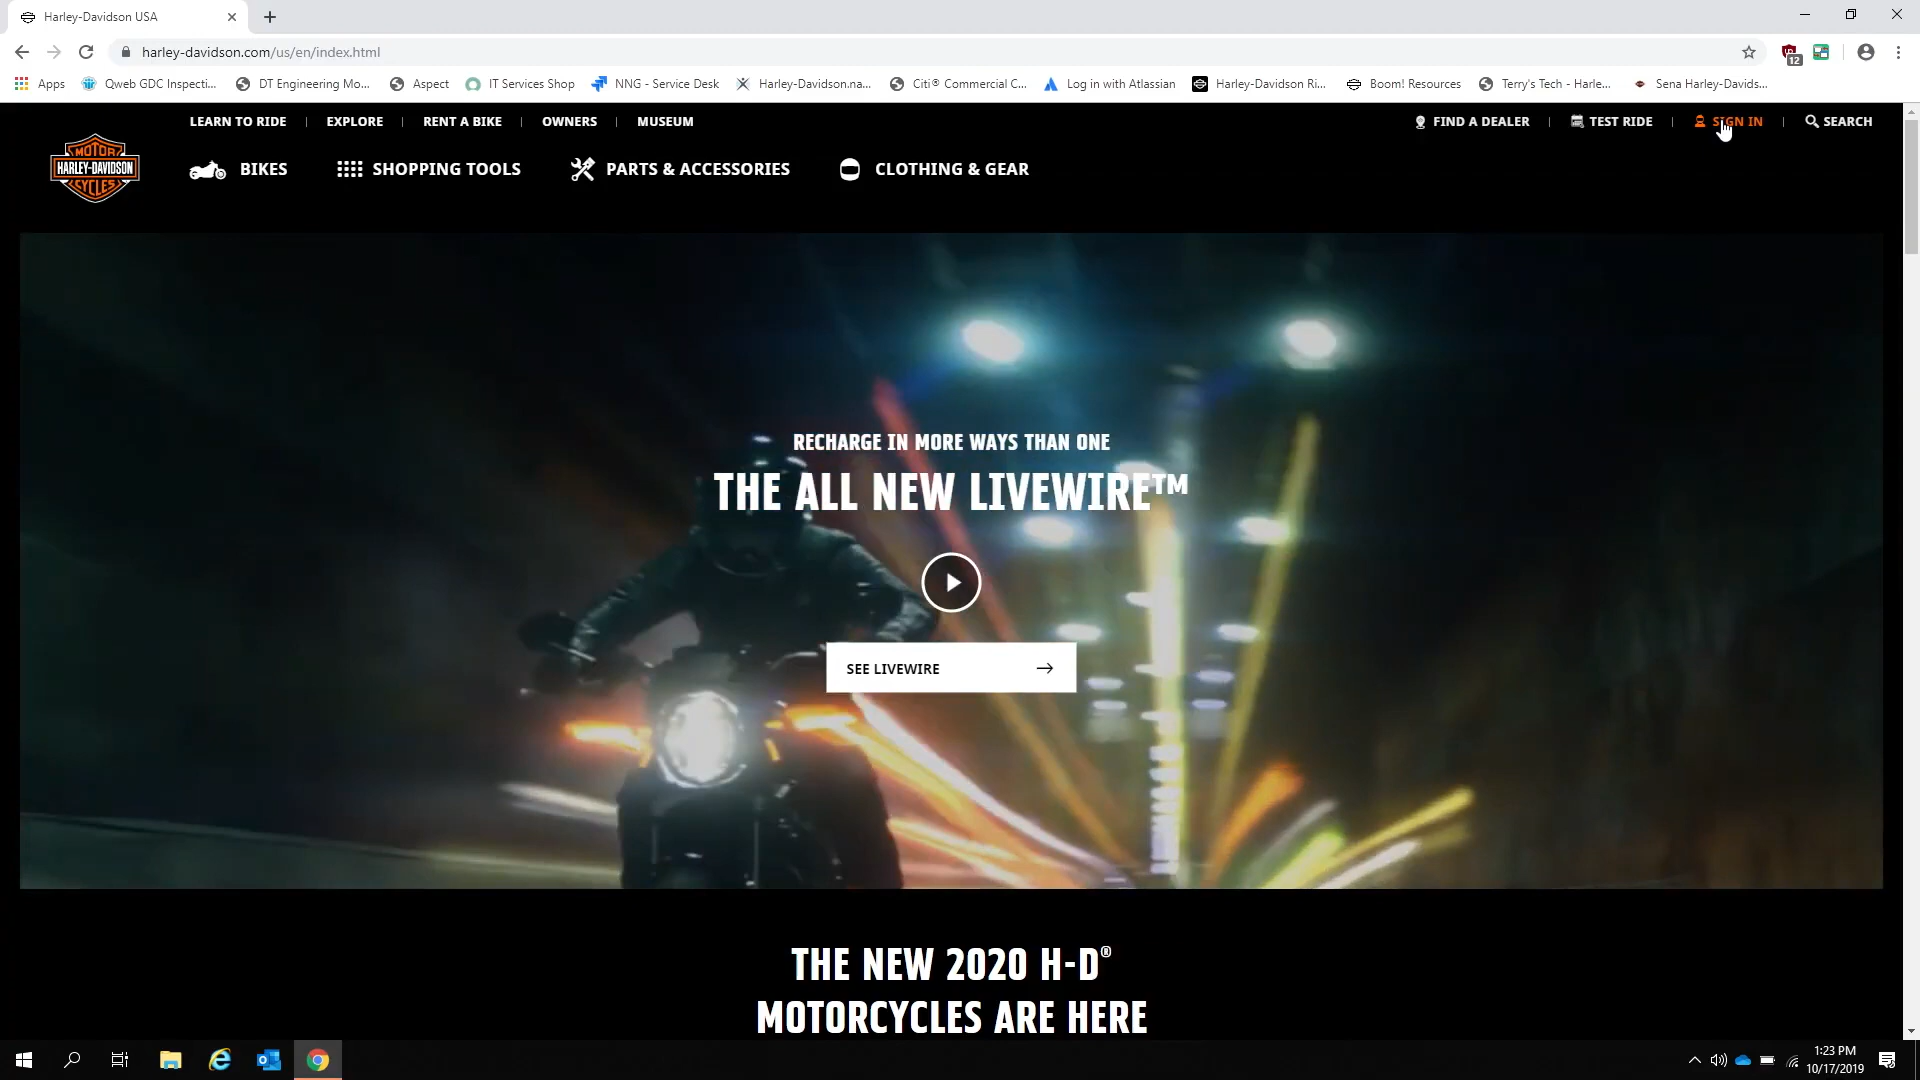 Harley-Davidson USA
harley-davidson.com/us/en/index.html
12
Apps
Qweb GDC Inspecti...
DT Engineering Mo...
Aspect
IT Services Shop
NNG - Service Desk
Harley-Davidson.na...
Citi® Commercial C...
Log in with Atlassian
Harley-Davidson Ri...
Boom! Resources
Terry's Tech - Harle...
Sena Harley-Davids...
LEARN TO RIDE
EXPLORE
RENT A BIKE
OWNERS
MUSEUM
FIND A DEALER
TEST RIDE
SIGN IN
SEARCH
MOTOR
HARLEY-DAVIDSON
CYCLES
BIKES
SHOPPING TOOLS
PARTS & ACCESSORIES
CLOTHING & GEAR
RECHARGE IN MORE WAYS THAN ONE
THE ALL NEW LIVEWIRE™
SEE LIVEWIRE
THE NEW 2020 H-D®
MOTORCYCLES ARE HERE
1:23 PM
10/17/2019